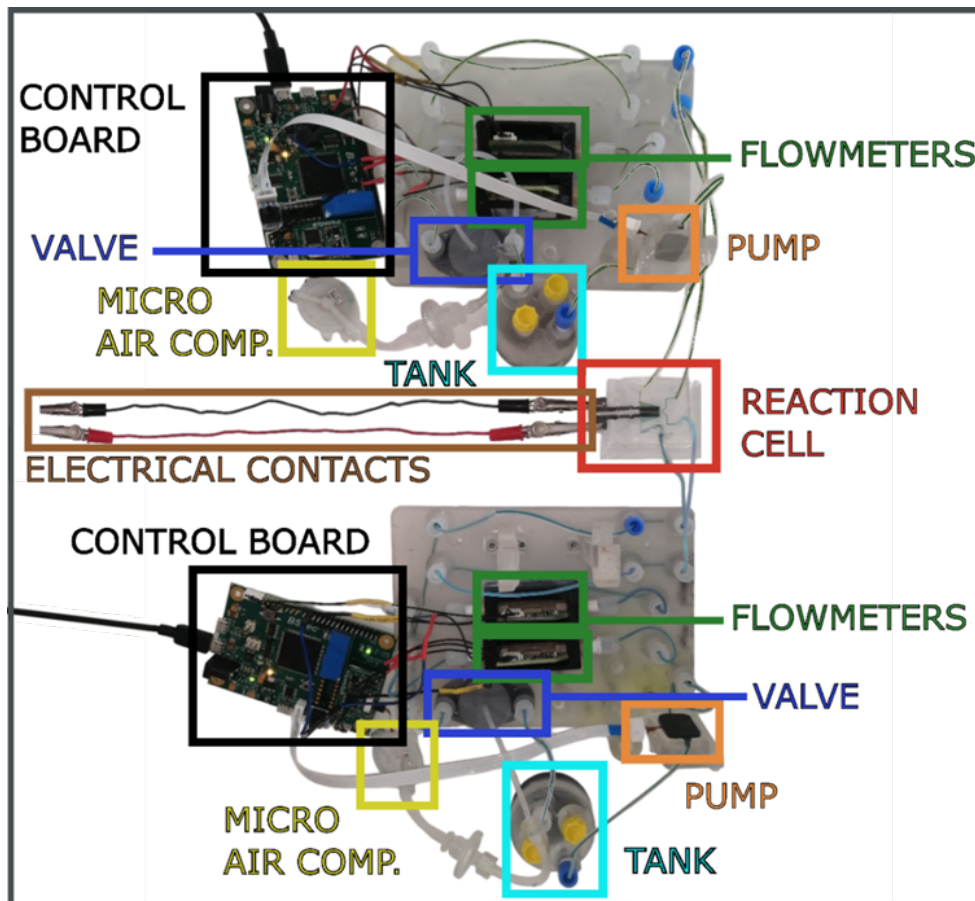 CONTROL
BOARD
FLOWMETERS
VALVE
PUMP
MICRO
AIR COMP.
TANK
REACTION
CELL
ELECTRICAL CONTACTS
CONTROL BOARD
FLOWMETERS
VALVE
PUMP
MICRO
AIR COMP.
TANK